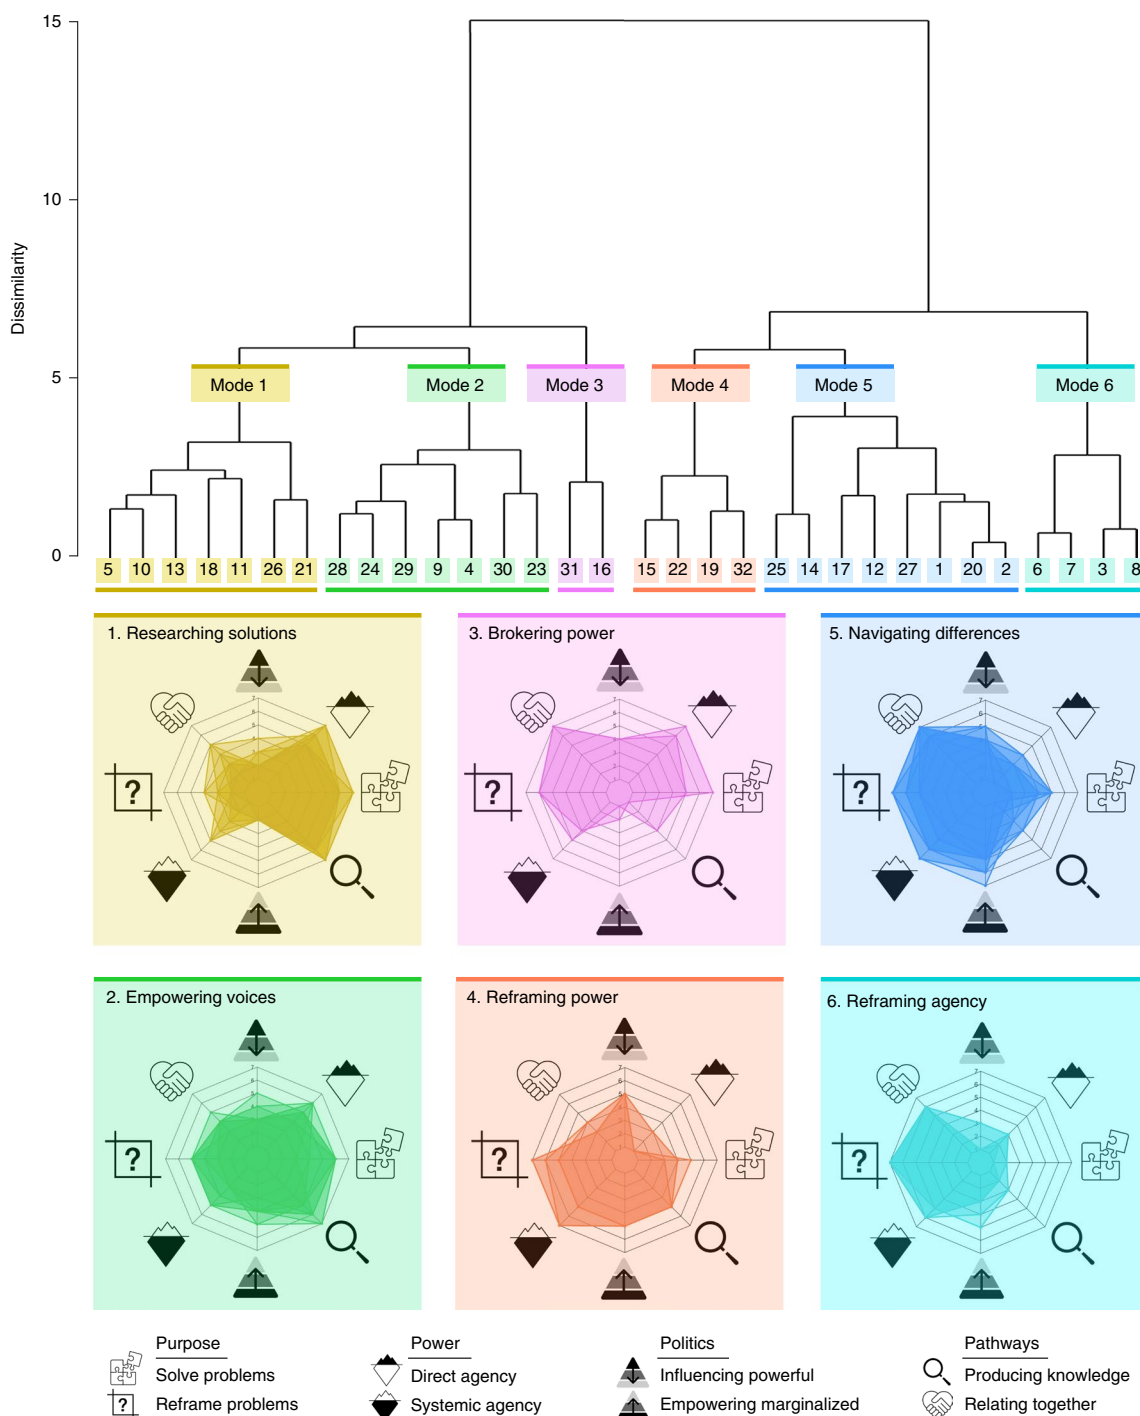 15
10
5
0
Dissimilarity
Mode 1
Mode 2
Mode 3
Mode 4
Mode 5
Mode 6
5 10 13 18 11 26 21 28 24 29 9 4 30 23 31 16 15 22 19 32 25 14 17 12 27 1 20 2 6 7 3 8
1. Researching solutions
?
3. Brokering power
?
5. Navigating differences
?
2. Empowering voices
?
4. Reframing power
?
6. Reframing agency
?
Purpose
Solve problems
? Reframe problems
Power
Direct agency
Systemic agency
Politics
Influencing powerful
Empowering marginalized
Pathways
Producing knowledge
Relating together